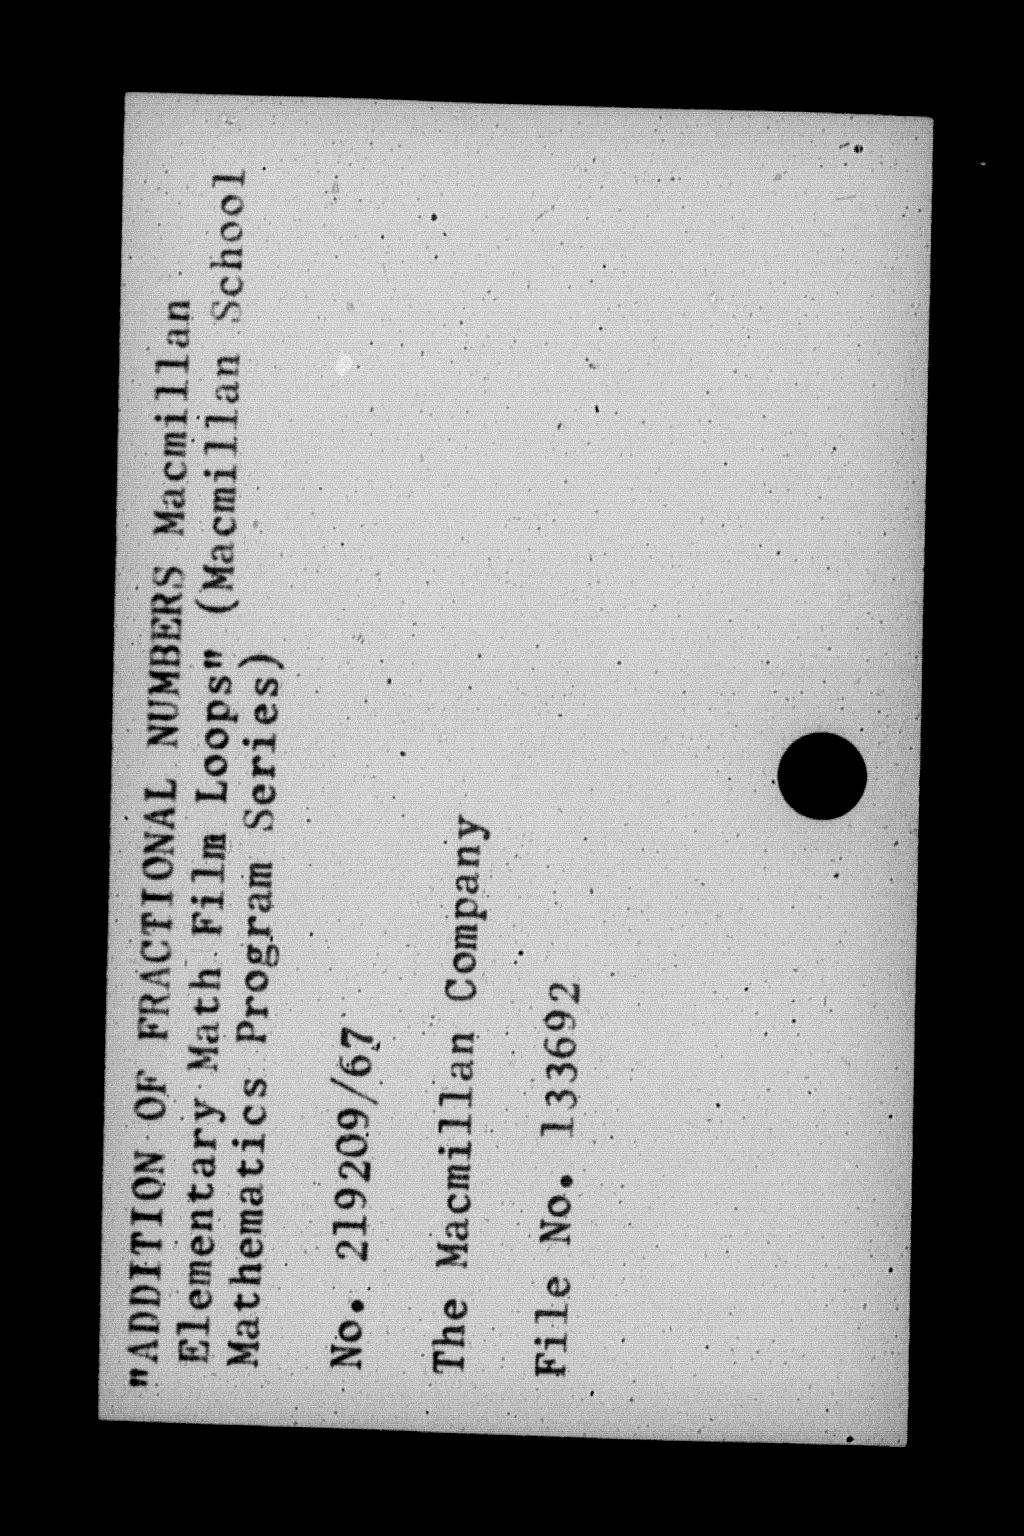 "ADDITION OF FRACTIONAL NUMBERS Macmillan
Elementary Math Film Loops" (Macmillan School
Mathematics Program Series)
No. 219209/67
The Macmillan Company
File No. 133692